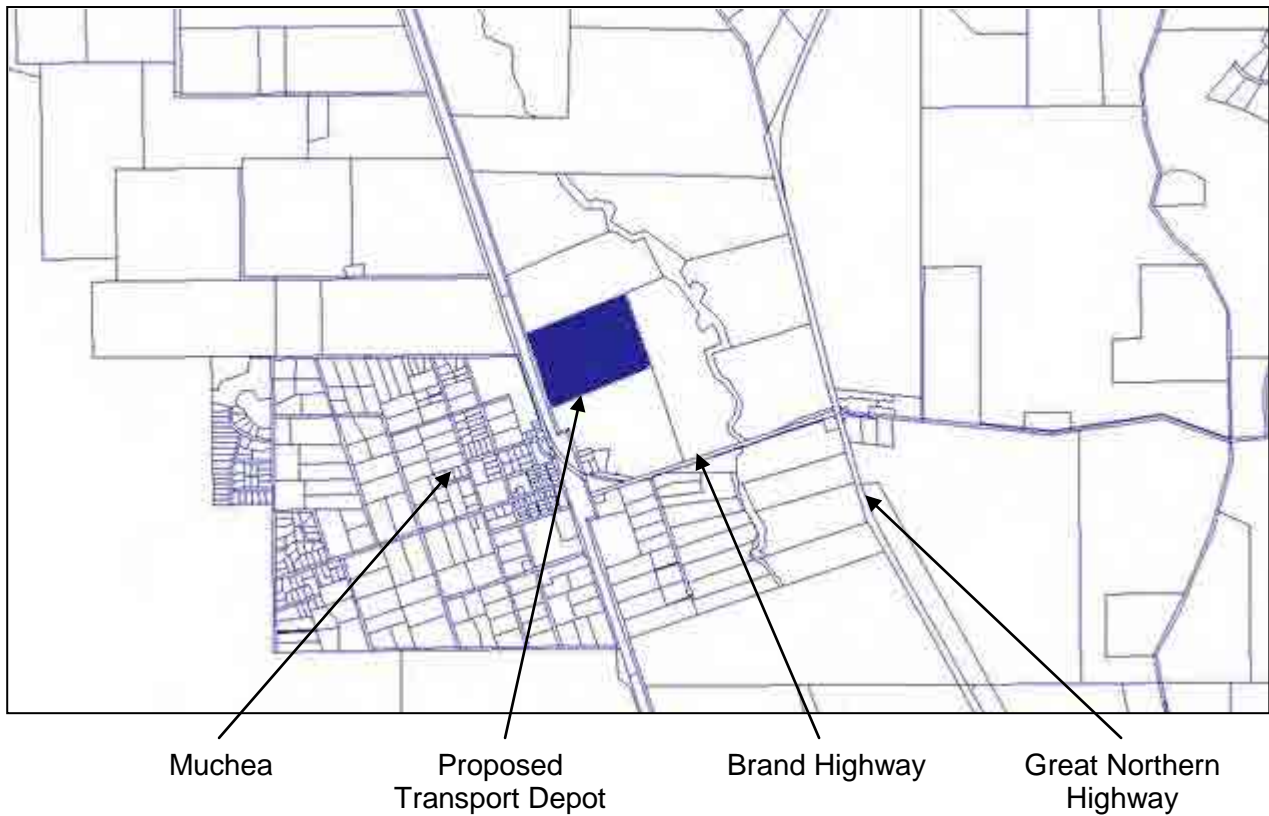 Muchea
Proposed
Transport Depot
Brand Highway
Great Northern
Highway